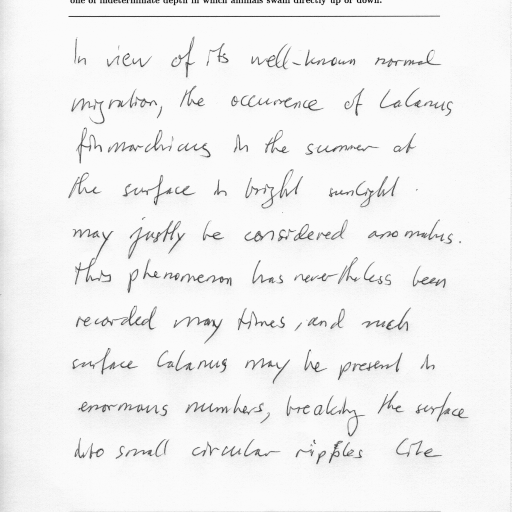 one of indeterminate depth in which animals swam directly up or down.
In view of its well-known normal
migration, the occurrence of Calanus
finmarchicus in the summer at
the surface in bright sunlight.
may justly be considered anomalus.
this phenomenon has nevertheless been
recorded many times, and such
surface Calanus may be present in
enormous numbers, breaking the surface
into small circular ripples like